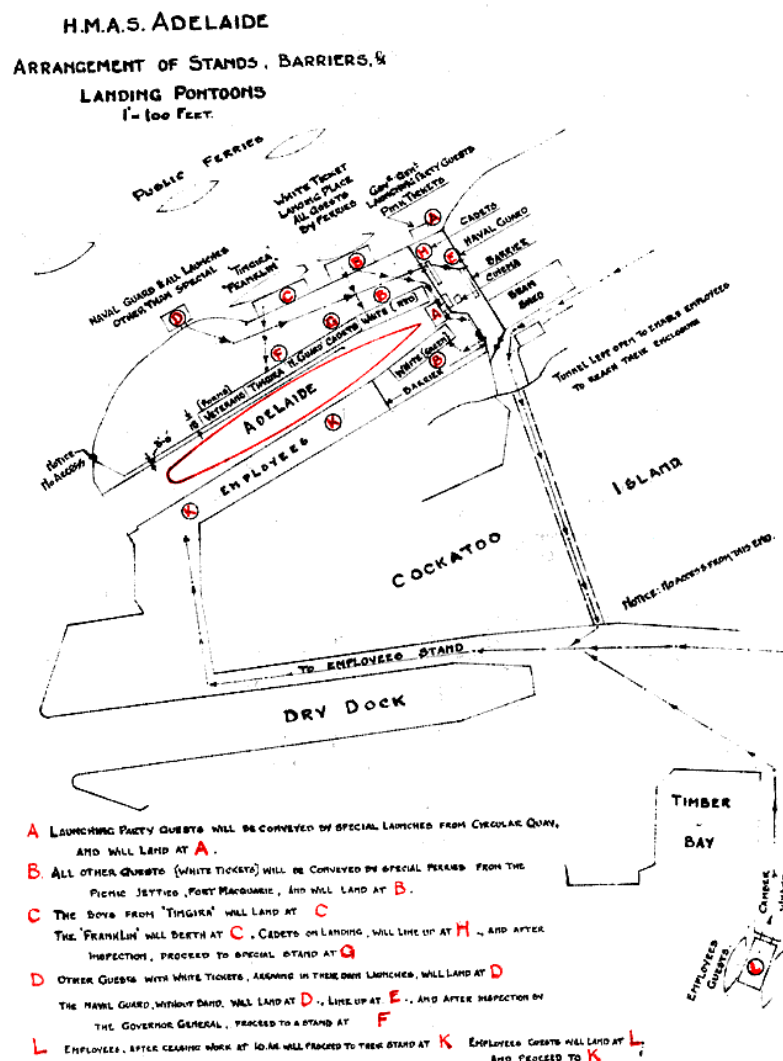 H.M.A.S. ADELAIDE
ARRANGEMENT OF STANDS, BARRIERS, &
LANDING PONTOONS
1"=100 FEET.
PUBLIC FERRIES
WHITE TICKET
LANDING PLACE
ALL GUESTS
BY FERRIES
GOVR GENL
LAUNCHING PARTY GUESTS
PINK TICKETS
A
CADETS
NAVAL GUARD
H
E
BARRIER
CINEMA
BEAM
SHED
NAVAL GUARD & ALL LAUNCHES
OTHER THAN SPECIAL
"TINGIRA"
"FRANKLIN"
D
C
B
B
G
F
A
B
VETERANS TINGIRA N. GUARD CADETS WHITE (RED)
WHITE (GREEN)
BARRIER
ADELAIDE
EMPLOYEES
K
K
NOTICE
NO ACCESS
TUNNEL LEFT OPEN TO ENABLE EMPLOYEES
TO REACH THEIR ENCLOSURE
COCKATOO
ISLAND
NOTICE: NO ACCESS FROM THIS END.
TO EMPLOYEES STAND
DRY DOCK
TIMBER
BAY
CAMBER
EMPLOYEES
GUESTS.
L
A LAUNCHING PARTY GUESTS WILL BE CONVEYED BY SPECIAL LAUNCHES FROM CIRCULAR QUAY,
AND WILL LAND AT A.
B. ALL OTHER GUESTS (WHITE TICKETS) WILL BE CONVEYED BY SPECIAL FERRIES FROM THE
PICNIC JETTIES, FORT MACQUARIE, AND WILL LAND AT B.
C THE BOYS FROM 'TINGIRA' WILL LAND AT C
THE 'FRANKLIN' WILL BERTH AT C. CADETS ON LANDING, WILL LINE UP AT H., AND AFTER
INSPECTION, PROCEED TO SPECIAL STAND AT G
D OTHER GUESTS WITH WHITE TICKETS, ARRIVING IN THEIR OWN LAUNCHES, WILL LAND AT D
THE NAVAL GUARD, WITHOUT BAND, WILL LAND AT D., LINE UP AT E., AND AFTER INSPECTION BY
THE GOVERNOR GENERAL, PROCEED TO A STAND AT F
L EMPLOYEES, AFTER CEASING WORK AT 10.AM WILL PROCEED TO THEIR STAND AT K EMPLOYEES GUESTS WILL LAND AT L.
AND PROCEED TO K